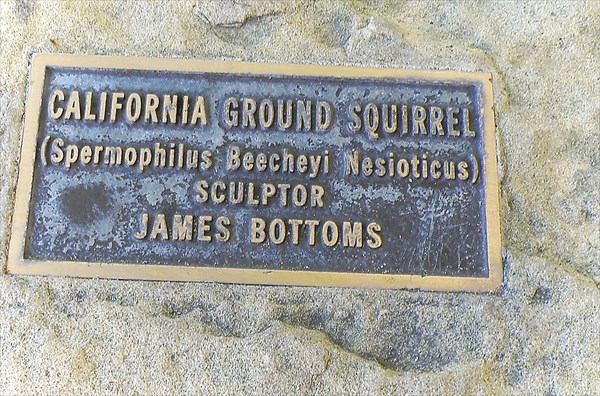 CALIFORNIA GROUND SQUIRREL
(Spermophilus Beecheyi Nesioticus)
SCULPTOR
JAMES BOTTOMS